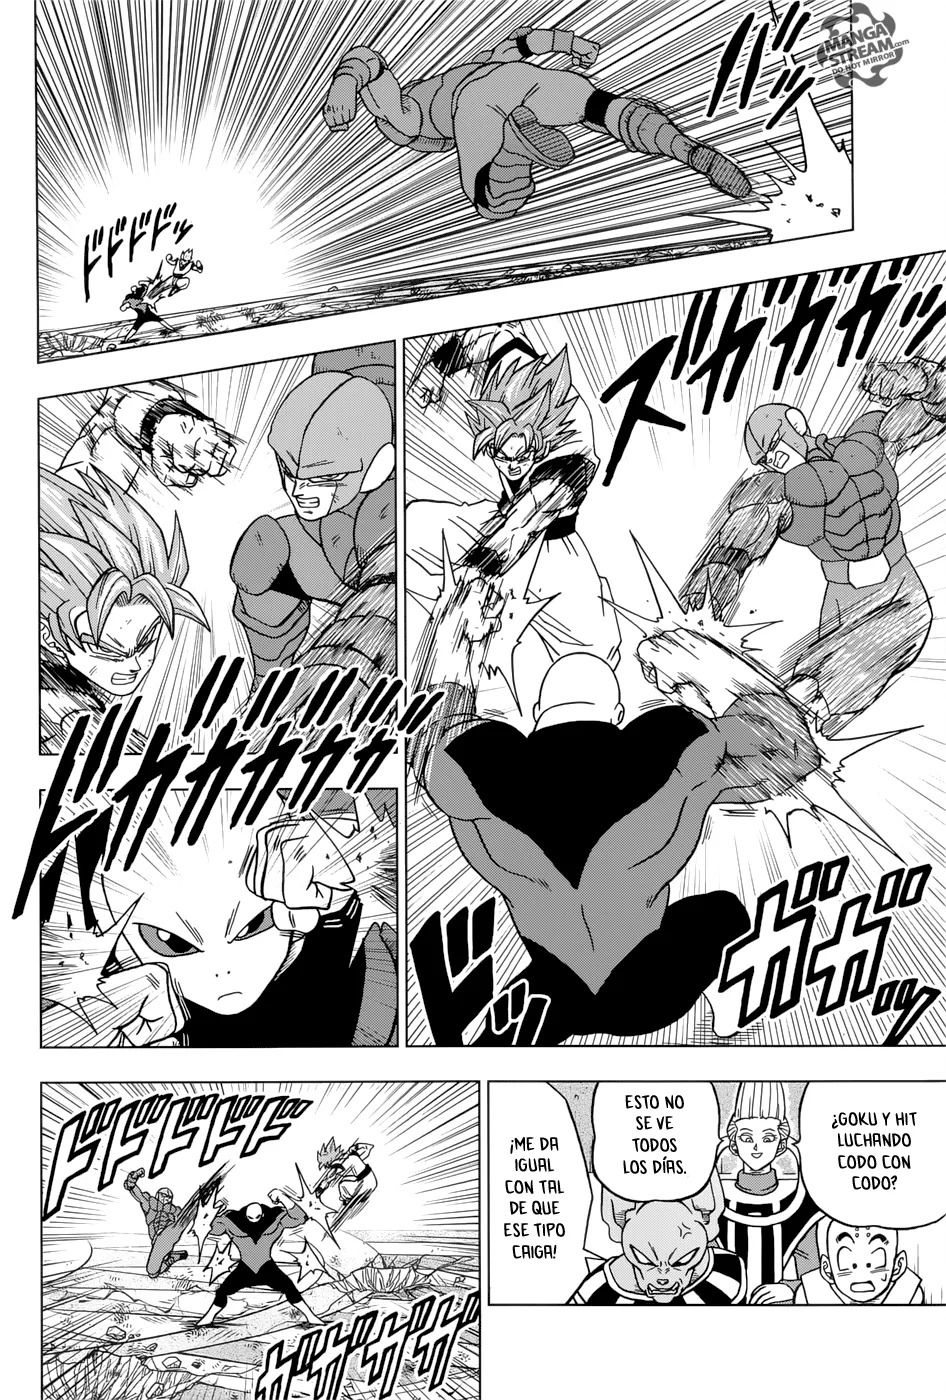 MANGA
STREAM.com
DO NOT MIRROR
ドドドドッ
ズガガガガッ
ドガガガガガ
ドッ
ガガガッ
ドドドドド
ガガガガガ
¿GOKU Y HIT
LUCHANDO
CODO CON
CODO?
ESTO NO
SE VE
TODOS
LOS DÍAS.
¡ME DA
IGUAL
CON TAL
DE QUE
ESE TIPO
CAIGA!